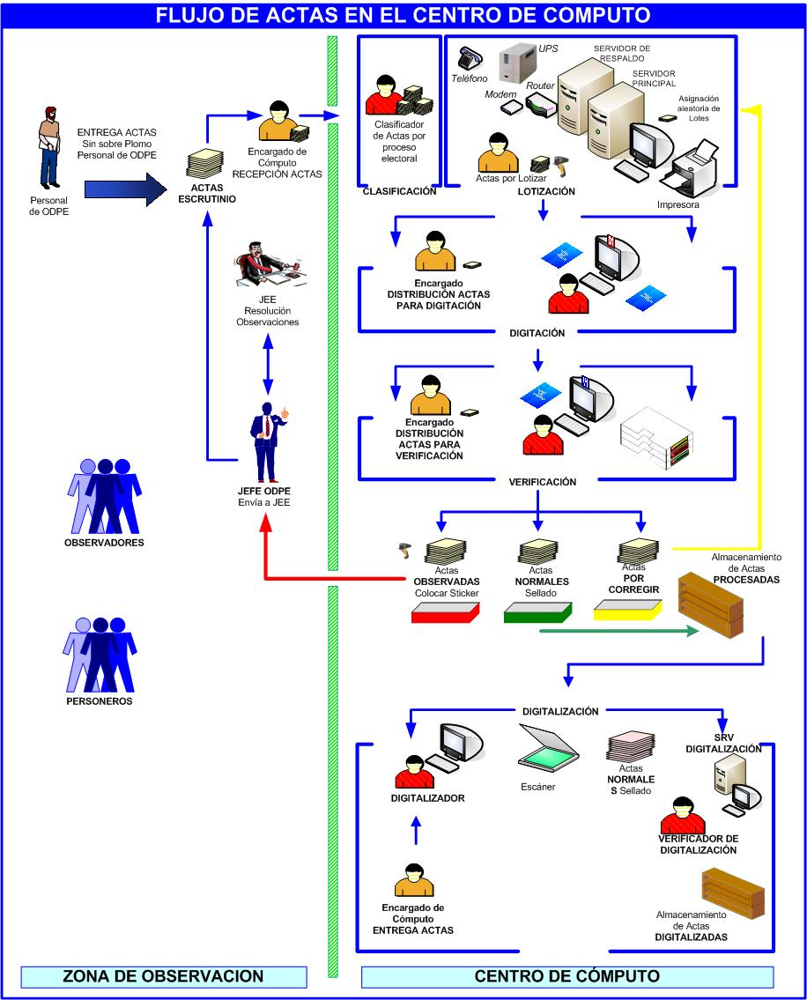 FLUJO DE ACTAS EN EL CENTRO DE CÓMPUTO
ENTREGA ACTAS
Sin sobre Plomo
Personal de ODPE
Personal
de ODPE
ACTAS
ESCRUTINIO
Encargado de
Cómputo
RECEPCIÓN ACTAS
Clasificador
de Actas por
proceso
electoral
CLASIFICACIÓN
Teléfono
UPS
Modem
Router
SERVIDOR DE
RESPALDO
SERVIDOR
PRINCIPAL
Asignación
aleatoria de
Lotes
Actas por Lotizar
LOTIZACIÓN
Impresora
JEE
Resolución
Observaciones
Encargado
DISTRIBUCIÓN ACTAS
PARA DIGITACIÓN
DIGITACIÓN
Encargado
DISTRIBUCIÓN
ACTAS PARA
VERIFICACIÓN
VERIFICACIÓN
JEFE ODPE
Envía a JEE
OBSERVADORES
Actas
OBSERVADAS
Colocar Sticker
Actas
NORMALES
Sellado
Actas
POR
CORREGIR
Almacenamiento
de Actas
PROCESADAS
PERSONEROS
DIGITALIZACIÓN
DIGITALIZADOR
Escáner
Actas
NORMALE
S Sellado
SRV
DIGITALIZACIÓN
VERIFICADOR DE
DIGITALIZACIÓN
Encargado de
Cómputo
ENTREGA ACTAS
Almacenamiento
de Actas
DIGITALIZADAS
ZONA DE OBSERVACION
CENTRO DE CÓMPUTO